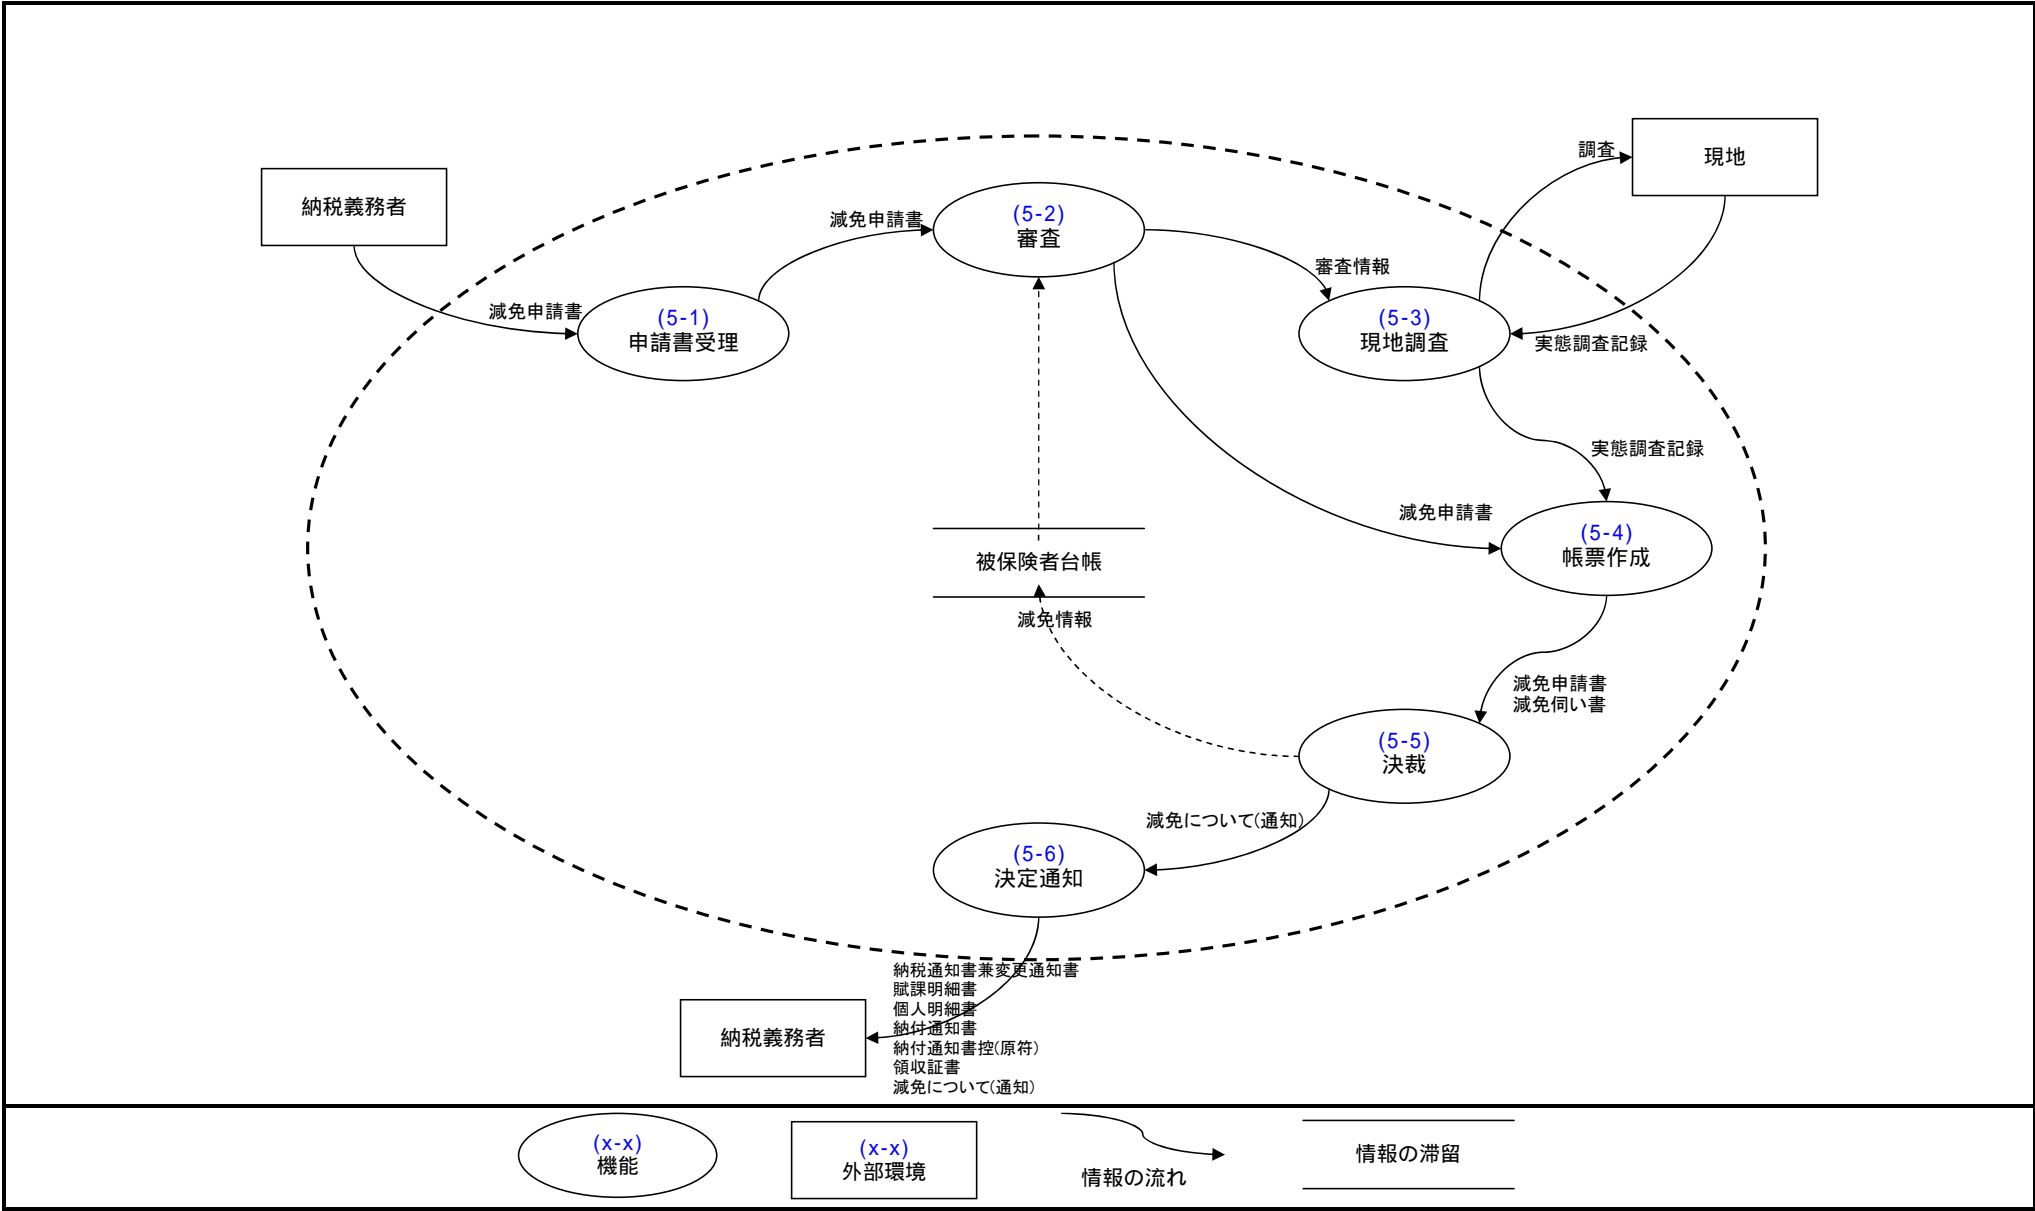 現地
調査
納税義務者
減免申請書
(5-2)
審査
審査情報
減免申請書
(5-1)
申請書受理
(5-3)
現地調査
実態調査記録
実態調査記録
減免申請書
(5-4)
帳票作成
被保険者台帳
減免情報
減免申請書
減免伺い書
(5-5)
決裁
減免について(通知)
(5-6)
決定通知
納税通知書兼変更通知書
賦課明細書
個人明細書
納付通知書
納付通知書控(原符)
領収証書
減免について(通知)
納税義務者
(x-x)
機能
(x-x)
外部環境
情報の流れ
情報の滞留